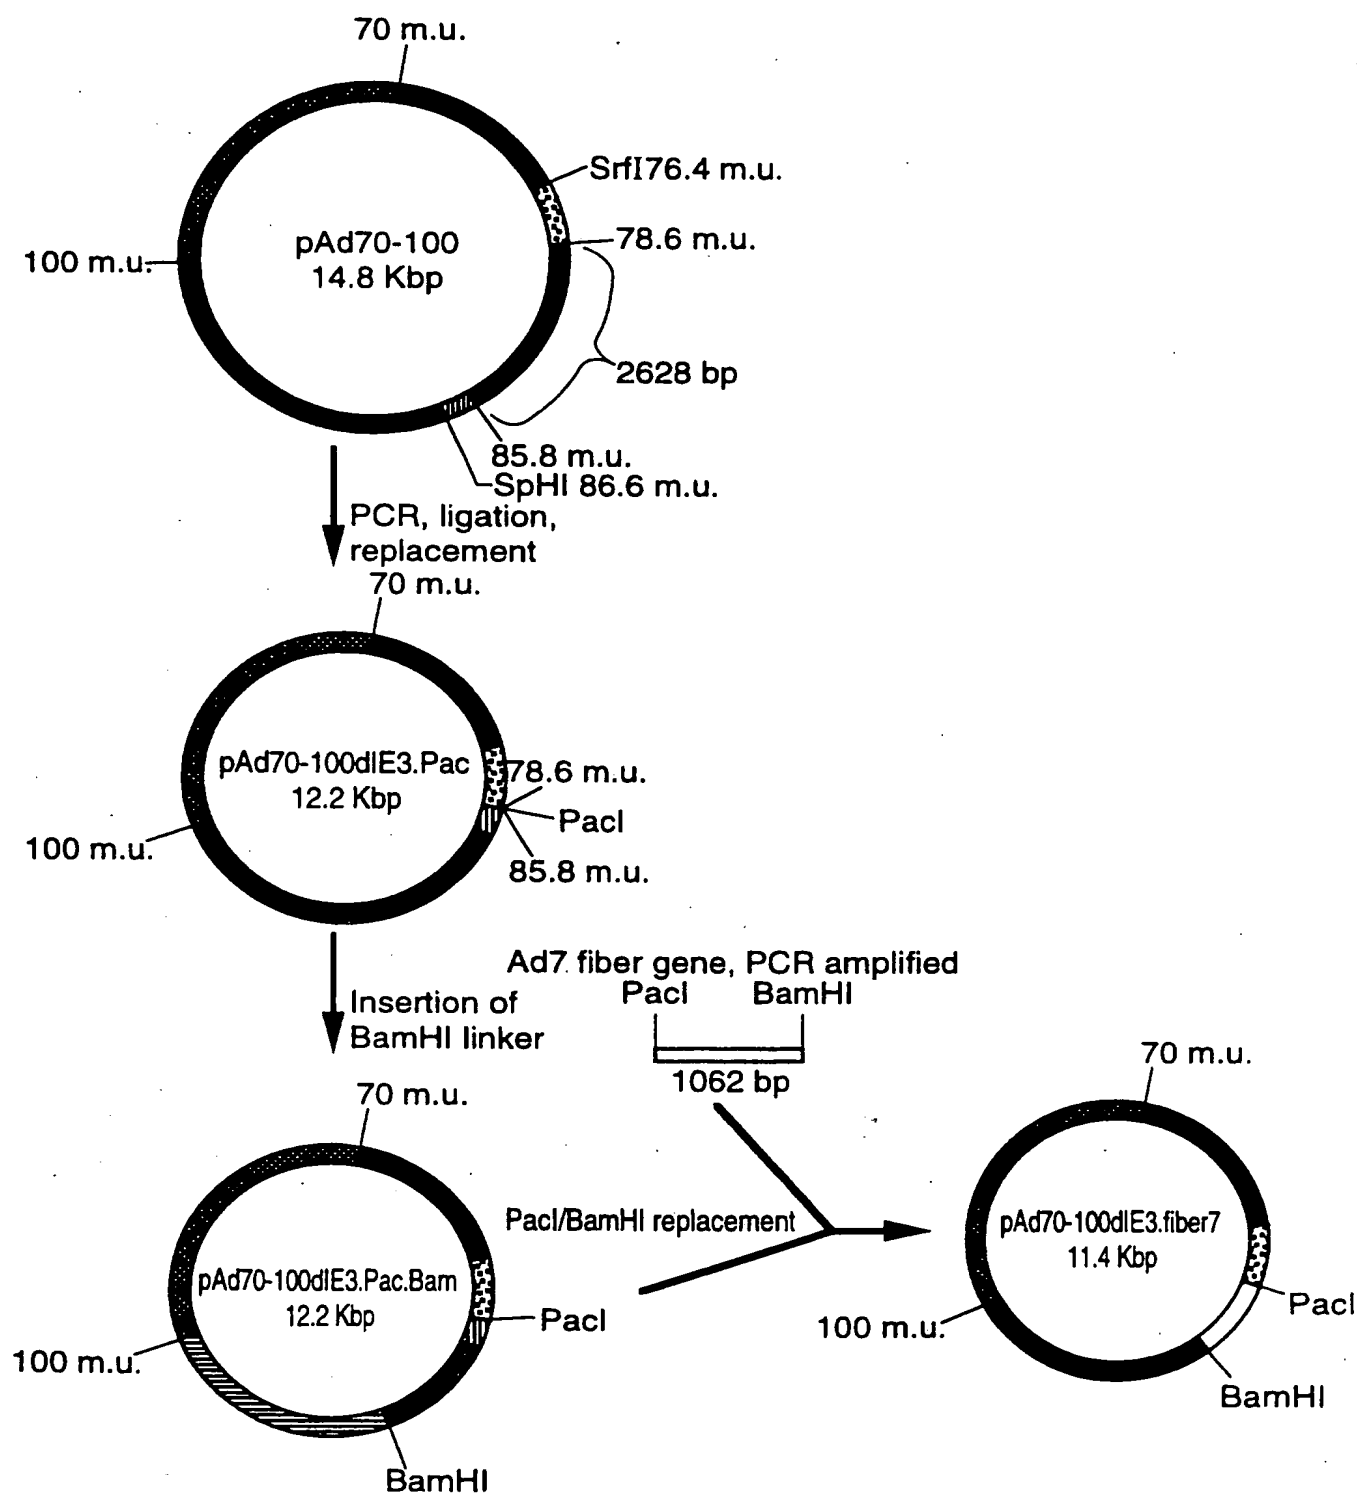 70 m.u.
SrfI76.4 m.u.
pAd70-100
14.8 Kbp
78.6 m.u.
100 m.u.
2628 bp
85.8 m.u.
SpHI 86.6 m.u.
PCR, ligation,
replacement
70 m.u.
pAd70-100dlE3.Pac
12.2 Kbp
78.6 m.u.
PacI
100 m.u.
85.8 m.u.
Ad7 fiber gene, PCR amplified
PacI BamHI
Insertion of
BamHI linker
1062 bp
70 m.u.
70 m.u.
PacI/BamHI replacement
pAd70-100dlE3.Pac.Bam
12.2 Kbp
PacI
100 m.u.
BamHI
pAd70-100dlE3.fiber7
11.4 Kbp
PacI
100 m.u.
BamHI